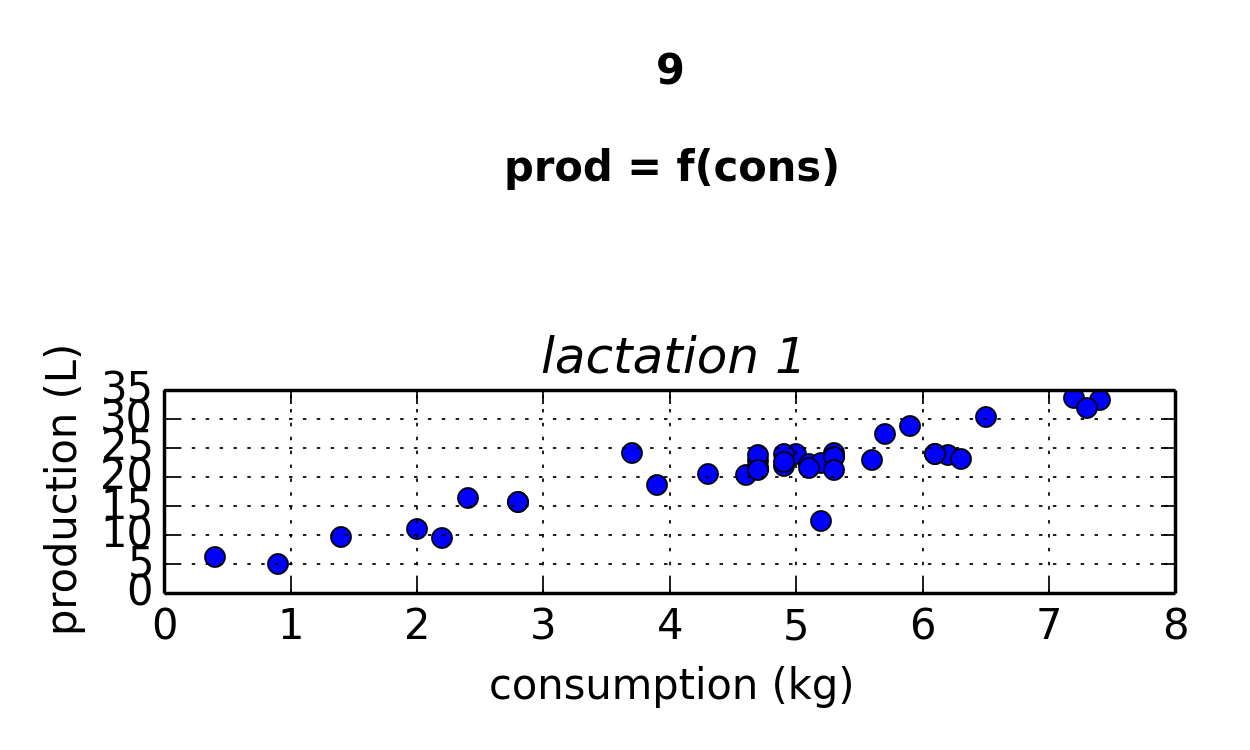 9
prod = f(cons)
lactation 1
production (L)
35
30
25
20
15
10
5
0
0 1 2 3 4 5 6 7 8
consumption (kg)